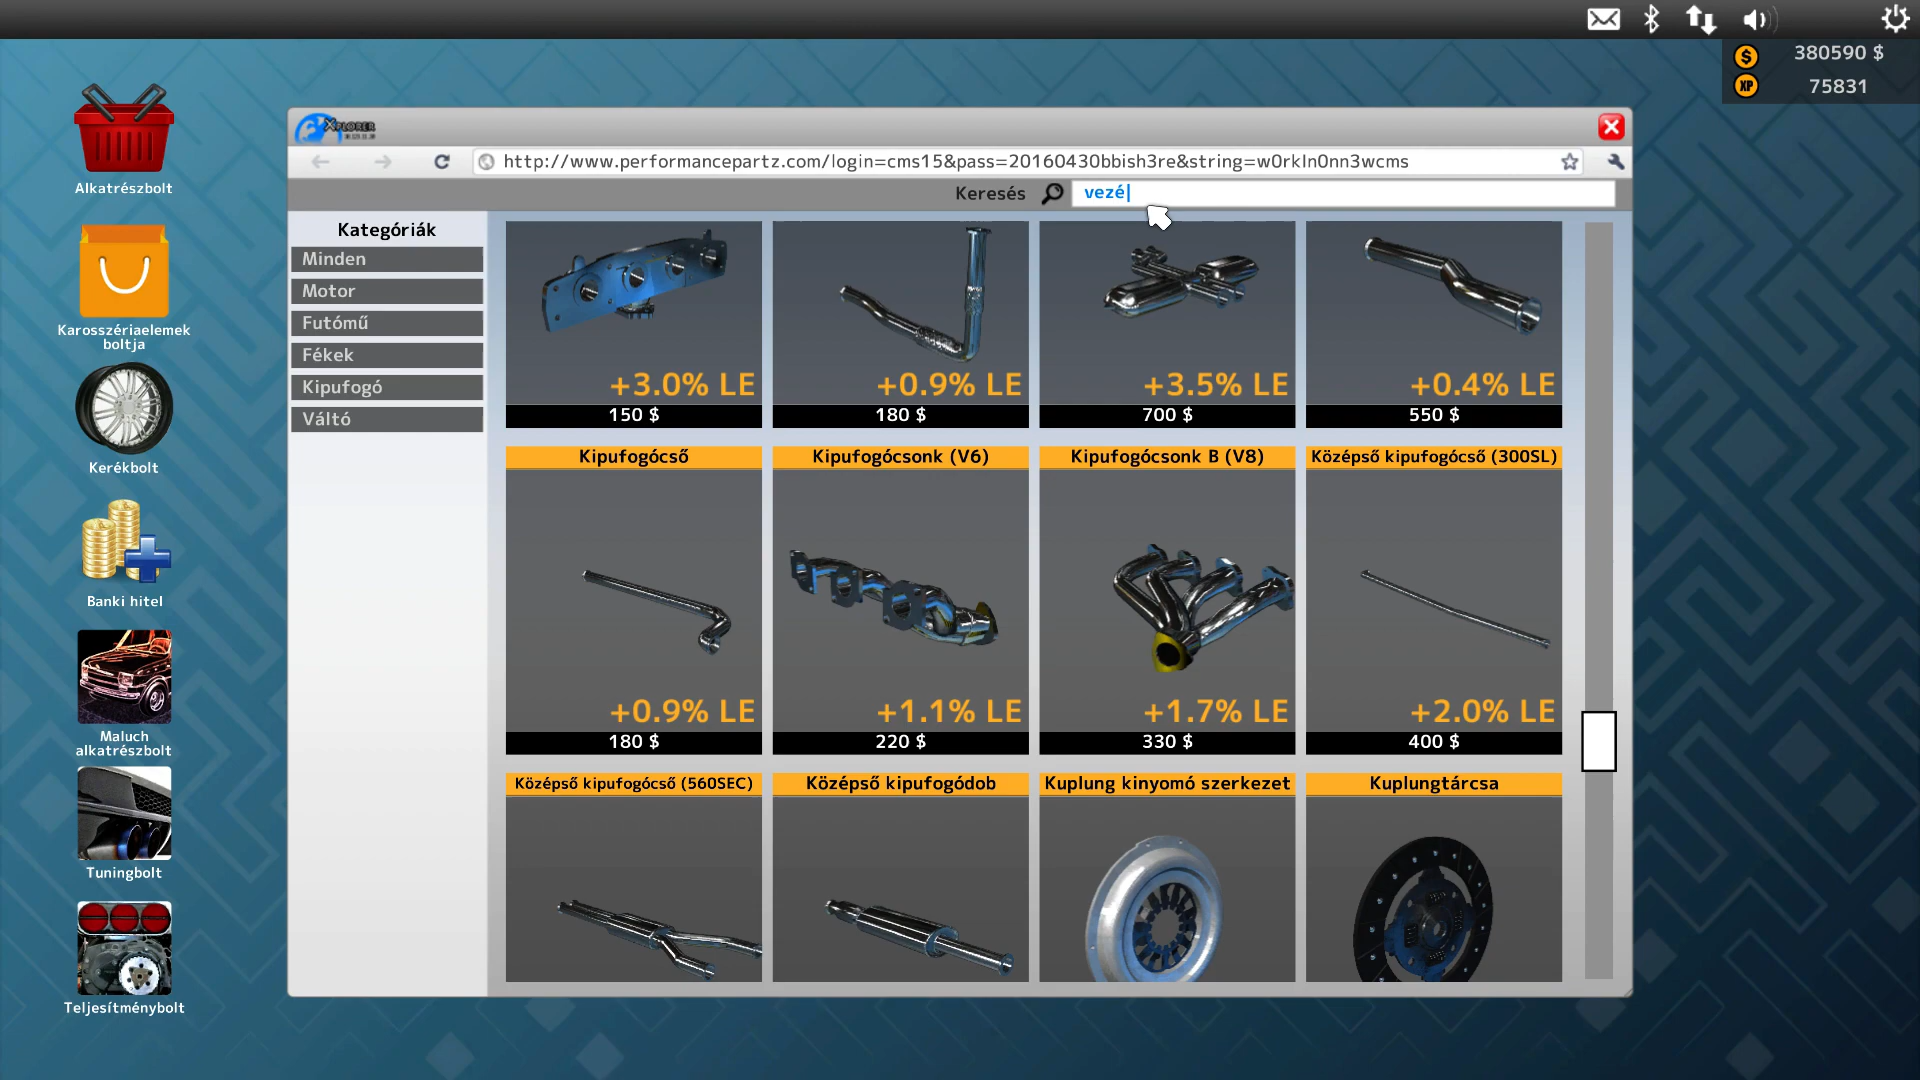 380590 $
XP
75831
Alkatrészbolt
Karosszériaelemek
boltja
Kerékbolt
Banki hitel
Maluch
alkatrészbolt
Tuningbolt
Teljesítménybolt
XPLORER
http://www.performancepartz.com/login=cms15&pass=20160430bbish3re&string=w0rkIn0nn3wcms
Keresés vezé
Kategóriák
Minden
Motor
Futómű
Fékek
Kipufogó
Váltó
+3.0% LE +0.9% LE +3.5% LE +0.4% LE
150 $ 180 $ 700 $ 550 $
Kipufogócső Kipufogócsonk (V6) Kipufogócsonk B (V8) Középső kipufogócső (300SL)
+0.9% LE +1.1% LE +1.7% LE +2.0% LE
180 $ 220 $ 330 $ 400 $
Középső kipufogócső (560SEC) Középső kipufogódob Kuplung kinyomó szerkezet Kuplungtárcsa